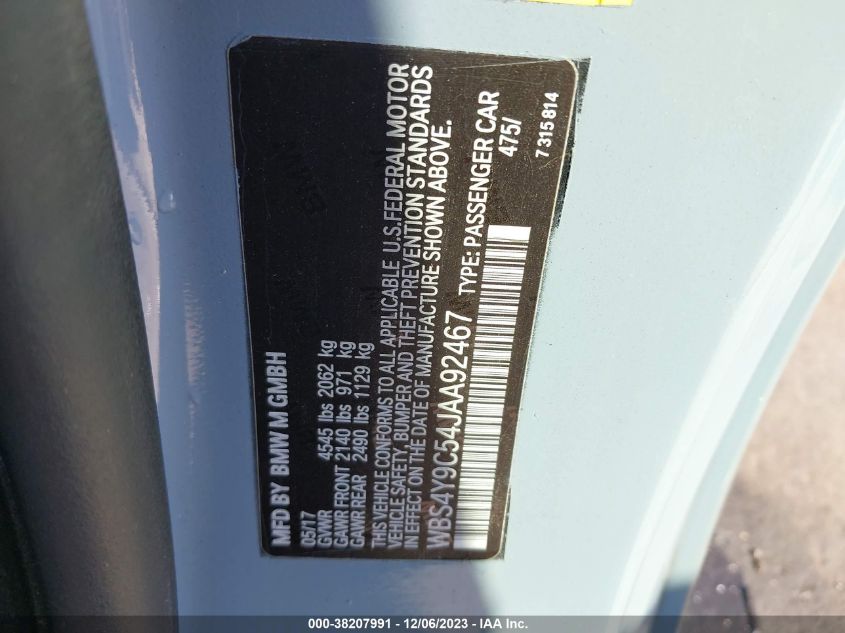 MFD BY BMW M GMBH
05/17
GVWR 4545 lbs 2062 kg
GAWR FRONT 2140 lbs 971 kg
GAWR REAR 2490 lbs 1129 kg
THIS VEHICLE CONFORMS TO ALL APPLICABLE U.S.FEDERAL MOTOR
VEHICLE SAFETY, BUMPER AND THEFT PREVENTION STANDARDS
IN EFFECT ON THE DATE OF MANUFACTURE SHOWN ABOVE.
WBS4Y9C54JAA92467 TYPE: PASSENGER CAR
475/
7 315 814
000-38207991 - 12/06/2023 - IAA Inc.